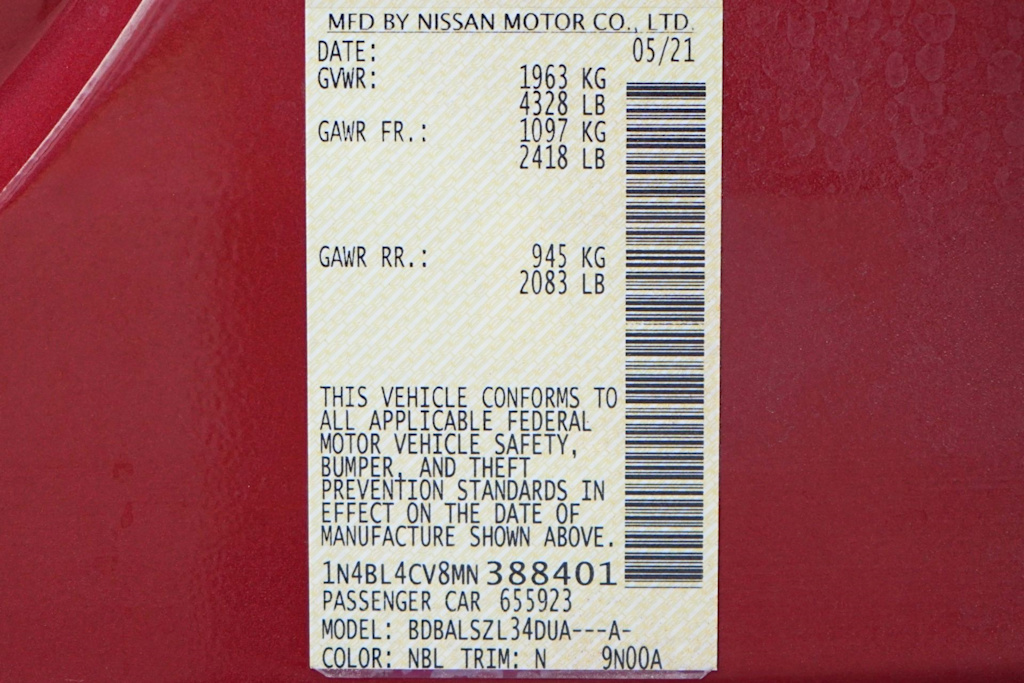 MFD BY NISSAN MOTOR CO., LTD.
DATE: 05/21
GVWR: 1963 KG
4328 LB
GAWR FR.: 1097 KG
2418 LB
GAWR RR.: 945 KG
2083 LB
THIS VEHICLE CONFORMS TO
ALL APPLICABLE FEDERAL
MOTOR VEHICLE SAFETY,
BUMPER, AND THEFT
PREVENTION STANDARDS IN
EFFECT ON THE DATE OF
MANUFACTURE SHOWN ABOVE.
1N4BL4CV8MN 388401
PASSENGER CAR 655923
MODEL: BDBALSZL34DUA---A-
COLOR: NBL TRIM: N 9N00A